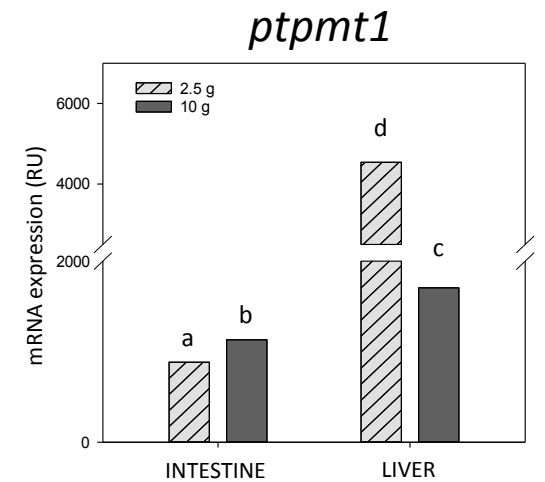 ptpmt1
2.5 g
10 g
mRNA expression (RU)
6000
4000
2000
0
a
b
d
c
INTESTINE
LIVER